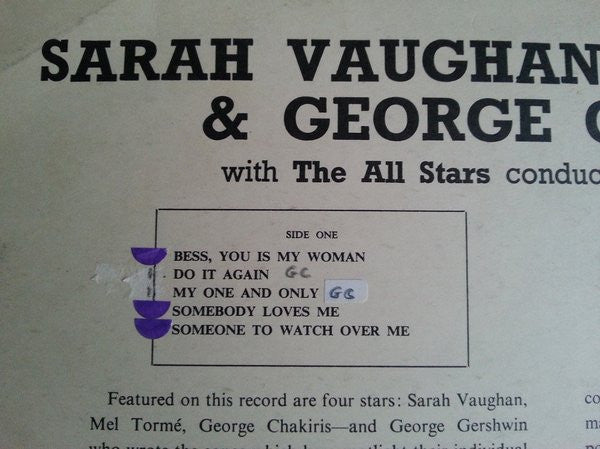 SARAH VAUGHAN
& GEORGE
with The All Stars
SIDE ONE
BESS, YOU IS MY WOMAN
DO IT AGAIN GC
MY ONE AND ONLY GC
SOMEBODY LOVES ME
SOMEONE TO WATCH OVER ME
Featured on this record are four stars: Sarah Vaughan,
Mel Tormé, George Chakiris—and George Gershwin